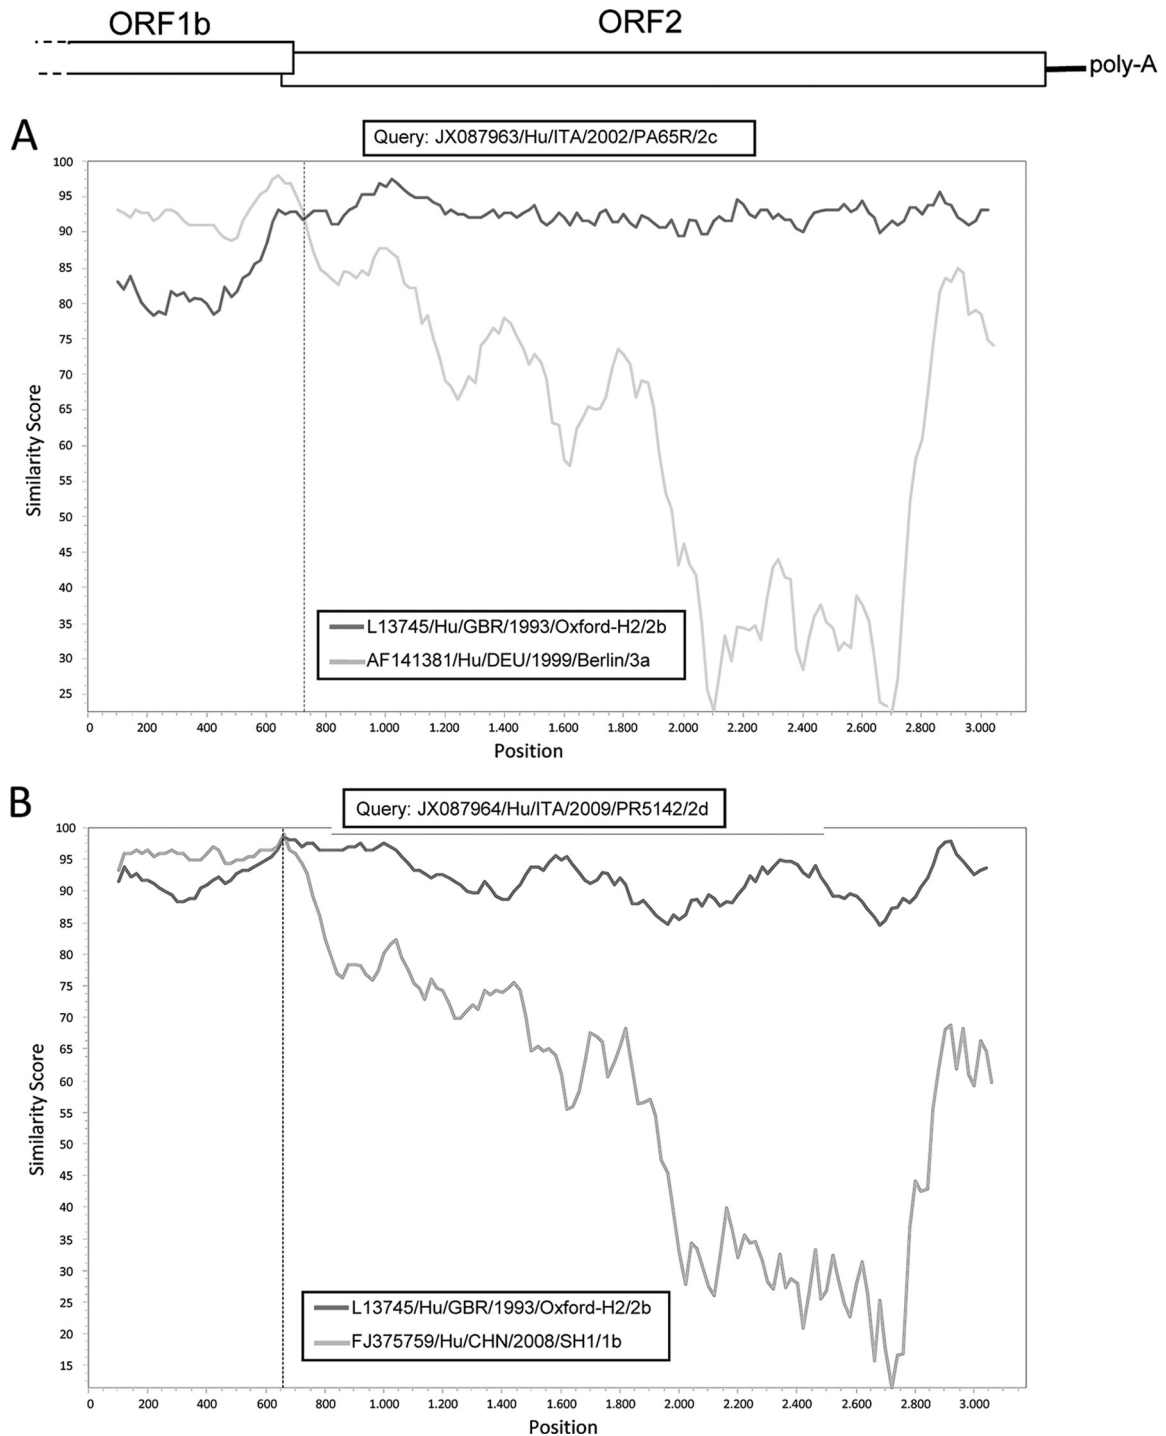 ORF1b
ORF2
poly-A
A
Query: JX087963/Hu/ITA/2002/PA65R/2c
100
95
90
85
80
75
70
65
60
55
50
45
40
35
30
25
Similarity Score
L13745/Hu/GBR/1993/Oxford-H2/2b
AF141381/Hu/DEU/1999/Berlin/3a
0 200 400 600 800 1.000 1.200 1.400 1.600 1.800 2.000 2.200 2.400 2.600 2.800 3.000
Position
B
Query: JX087964/Hu/ITA/2009/PR5142/2d
100
95
90
85
80
75
70
65
60
55
50
45
40
35
30
25
20
15
Similarity Score
L13745/Hu/GBR/1993/Oxford-H2/2b
FJ375759/Hu/CHN/2008/SH1/1b
0 200 400 600 800 1.000 1.200 1.400 1.600 1.800 2.000 2.200 2.400 2.600 2.800 3.000
Position